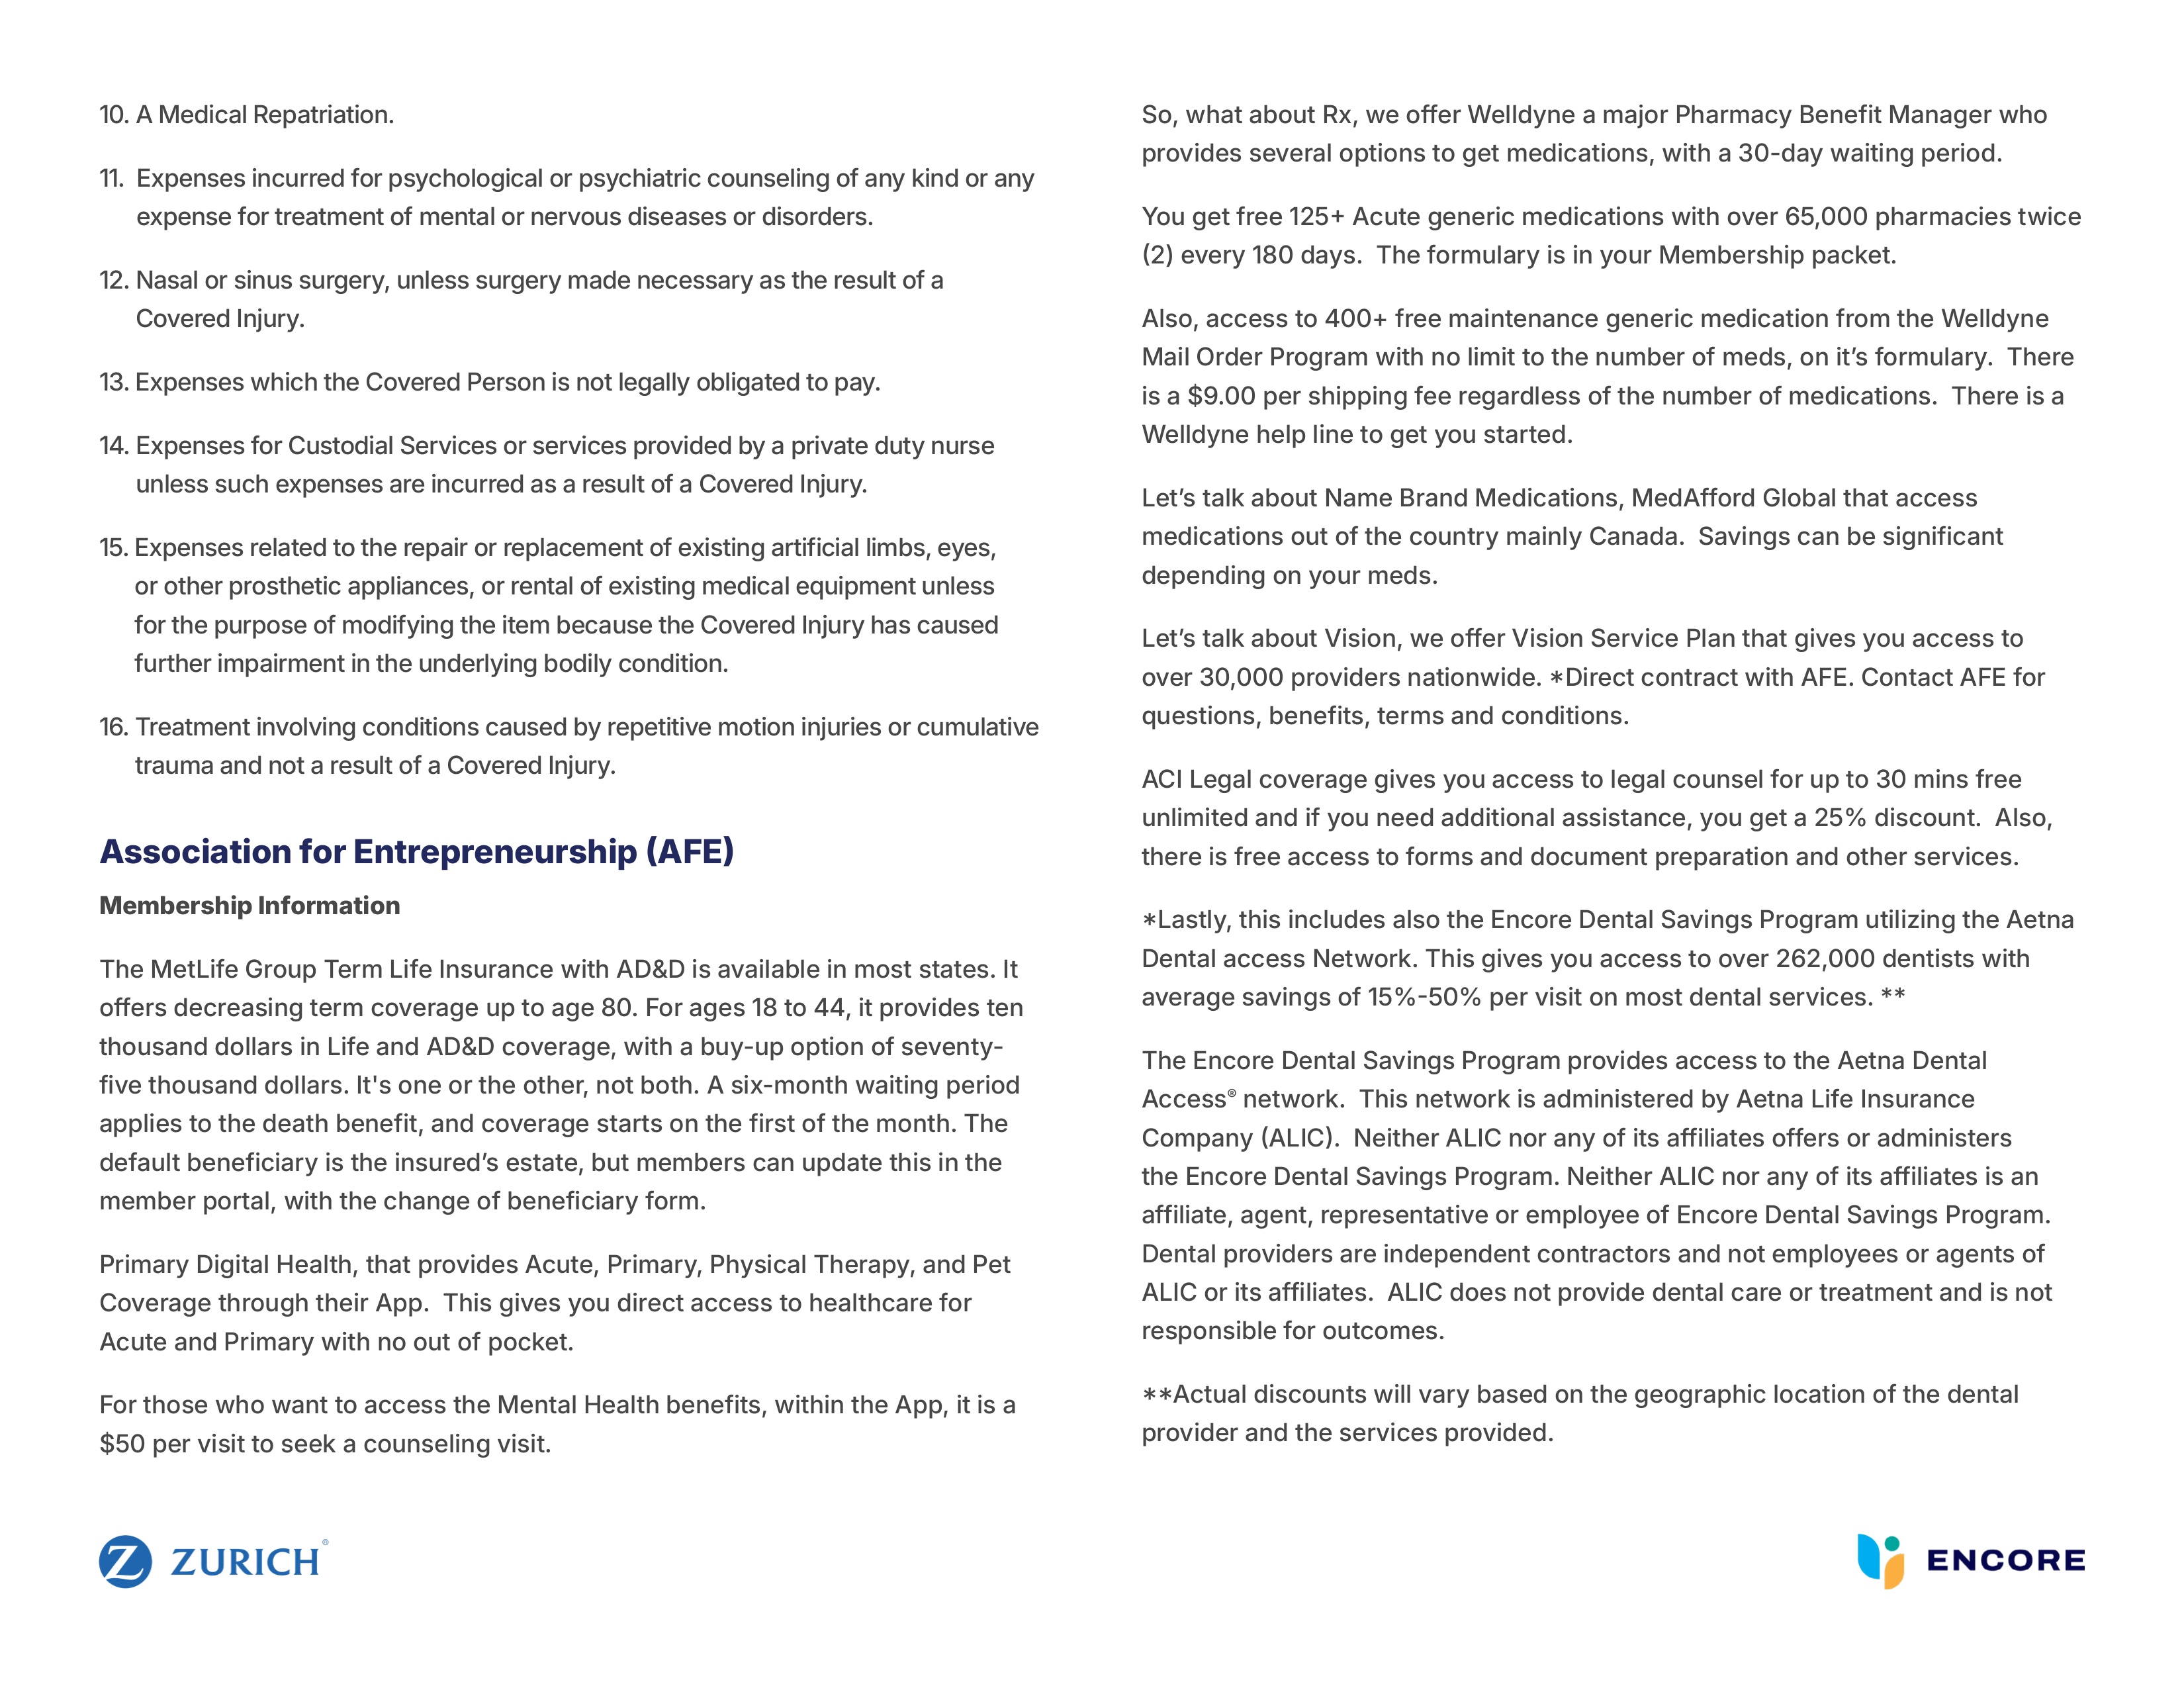 10. A Medical Repatriation.
11. Expenses incurred for psychological or psychiatric counseling of any kind or any
expense for treatment of mental or nervous diseases or disorders.
12. Nasal or sinus surgery, unless surgery made necessary as the result of a
Covered Injury.
13. Expenses which the Covered Person is not legally obligated to pay.
14. Expenses for Custodial Services or services provided by a private duty nurse
unless such expenses are incurred as a result of a Covered Injury.
15. Expenses related to the repair or replacement of existing artificial limbs, eyes,
or other prosthetic appliances, or rental of existing medical equipment unless
for the purpose of modifying the item because the Covered Injury has caused
further impairment in the underlying bodily condition.
16. Treatment involving conditions caused by repetitive motion injuries or cumulative
trauma and not a result of a Covered Injury.
Association for Entrepreneurship (AFE)
Membership Information
The MetLife Group Term Life Insurance with AD&D is available in most states. It
offers decreasing term coverage up to age 80. For ages 18 to 44, it provides ten
thousand dollars in Life and AD&D coverage, with a buy-up option of seventy-
five thousand dollars. It's one or the other, not both. A six-month waiting period
applies to the death benefit, and coverage starts on the first of the month. The
default beneficiary is the insured’s estate, but members can update this in the
member portal, with the change of beneficiary form.
Primary Digital Health, that provides Acute, Primary, Physical Therapy, and Pet
Coverage through their App.  This gives you direct access to healthcare for
Acute and Primary with no out of pocket.
For those who want to access the Mental Health benefits, within the App, it is a
$50 per visit to seek a counseling visit.
So, what about Rx, we offer Welldyne a major Pharmacy Benefit Manager who
provides several options to get medications, with a 30-day waiting period.
You get free 125+ Acute generic medications with over 65,000 pharmacies twice
(2) every 180 days.  The formulary is in your Membership packet.
Also, access to 400+ free maintenance generic medication from the Welldyne
Mail Order Program with no limit to the number of meds, on it’s formulary.  There
is a $9.00 per shipping fee regardless of the number of medications.  There is a
Welldyne help line to get you started.
Let’s talk about Name Brand Medications, MedAfford Global that access
medications out of the country mainly Canada.  Savings can be significant
depending on your meds.
Let’s talk about Vision, we offer Vision Service Plan that gives you access to
over 30,000 providers nationwide. *Direct contract with AFE. Contact AFE for
questions, benefits, terms and conditions.
ACI Legal coverage gives you access to legal counsel for up to 30 mins free
unlimited and if you need additional assistance, you get a 25% discount.  Also,
there is free access to forms and document preparation and other services.
*Lastly, this includes also the Encore Dental Savings Program utilizing the Aetna
Dental access Network. This gives you access to over 262,000 dentists with
average savings of 15%-50% per visit on most dental services. **
The Encore Dental Savings Program provides access to the Aetna Dental
Access® network.  This network is administered by Aetna Life Insurance
Company (ALIC).  Neither ALIC nor any of its affiliates offers or administers
the Encore Dental Savings Program. Neither ALIC nor any of its affiliates is an
affiliate, agent, representative or employee of Encore Dental Savings Program.
Dental providers are independent contractors and not employees or agents of
ALIC or its affiliates.  ALIC does not provide dental care or treatment and is not
responsible for outcomes.
**Actual discounts will vary based on the geographic location of the dental
provider and the services provided.
Z ZURICH®
ENCORE